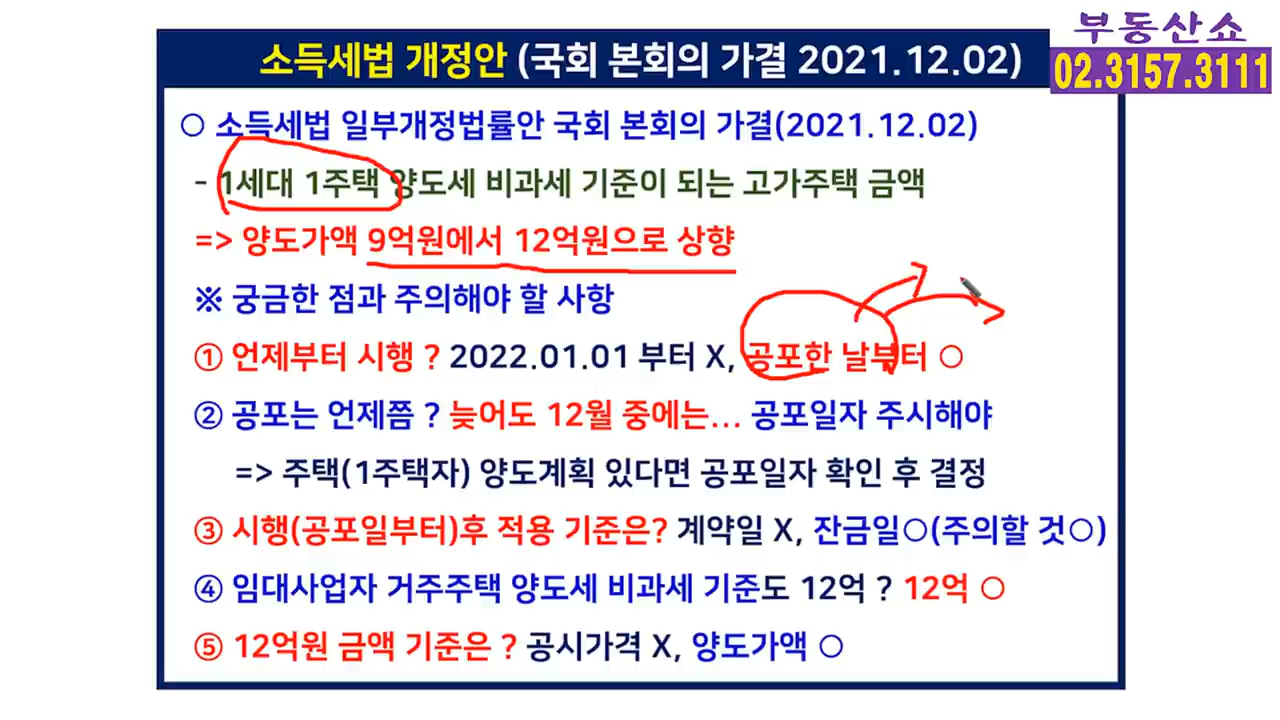 부동산쇼
02.3157.3111
소득세법 개정안 (국회 본회의 가결 2021.12.02)
○ 소득세법 일부개정법률안 국회 본회의 가결(2021.12.02)
- 1세대 1주택 양도세 비과세 기준이 되는 고가주택 금액
=> 양도가액 9억원에서 12억원으로 상향
※ 궁금한 점과 주의해야 할 사항
① 언제부터 시행 ? 2022.01.01 부터 X, 공포한 날부터 ○
② 공포는 언제쯤 ? 늦어도 12월 중에는... 공포일자 주시해야
=> 주택(1주택자) 양도계획 있다면 공포일자 확인 후 결정
③ 시행(공포일부터)후 적용 기준은? 계약일 X, 잔금일○(주의할 것○)
④ 임대사업자 거주주택 양도세 비과세 기준도 12억 ? 12억 ○
⑤ 12억원 금액 기준은 ? 공시가격 X, 양도가액 ○